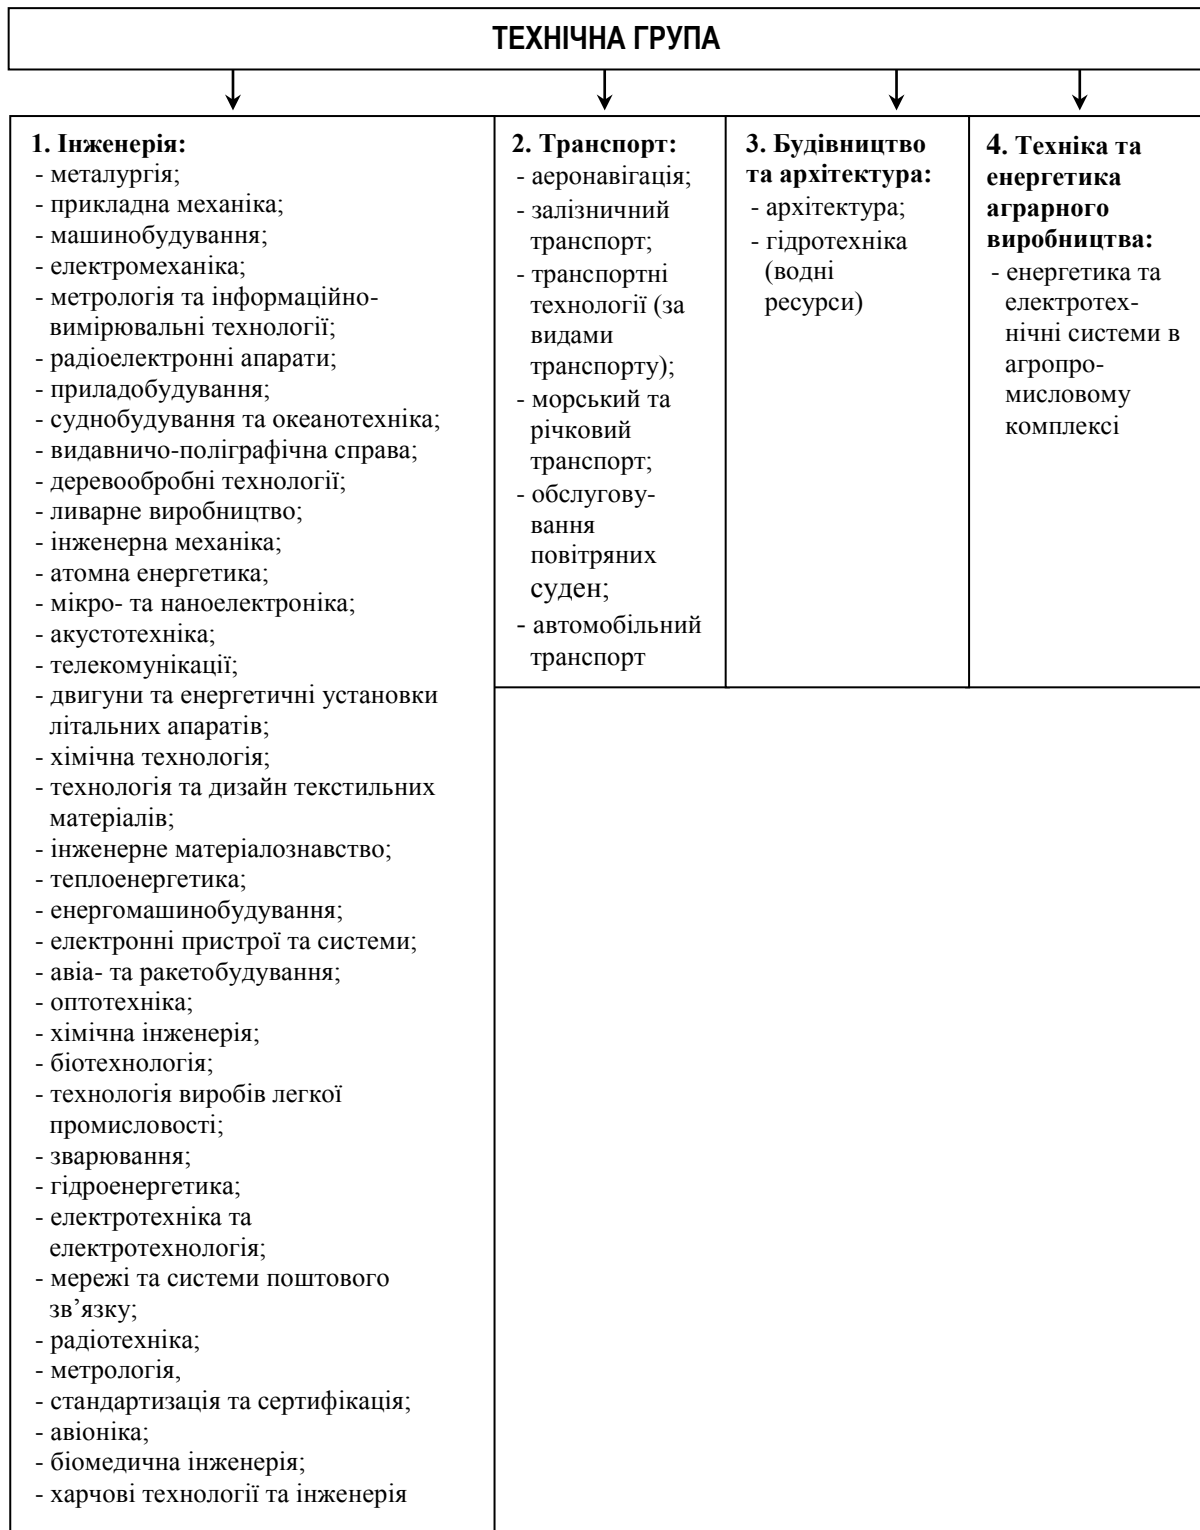 ТЕХНІЧНА ГРУПА
1. Інженерія:
- металургія;
- прикладна механіка;
- машинобудування;
- електромеханіка;
- метрологія та інформаційно-
вимірювальні технології;
- радіоелектронні апарати;
- приладобудування;
- суднобудування та океанотехніка;
- видавничо-поліграфічна справа;
- деревообробні технології;
- ливарне виробництво;
- інженерна механіка;
- атомна енергетика;
- мікро- та наноелектроніка;
- акустотехніка;
- телекомунікації;
- двигуни та енергетичні установки
літальних апаратів;
- хімічна технологія;
- технологія та дизайн текстильних
матеріалів;
- інженерне матеріалознавство;
- теплоенергетика;
- енергомашинобудування;
- електронні пристрої та системи;
- авіа- та ракетобудування;
- оптотехніка;
- хімічна інженерія;
- біотехнологія;
- технологія виробів легкої
промисловості;
- зварювання;
- гідроенергетика;
- електротехніка та
електротехнологія;
- мережі та системи поштового
зв’язку;
- радіотехніка;
- метрологія,
- стандартизація та сертифікація;
- авіоніка;
- біомедична інженерія;
- харчові технології та інженерія
2. Транспорт:
- аеронавігація;
- залізничний
транспорт;
- транспортні
технології (за
видами
транспорту);
- морський та
річковий
транспорт;
- обслугову-
вання
повітряних
суден;
- автомобільний
транспорт
3. Будівництво
та архітектура:
- архітектура;
- гідротехніка
(водні
ресурси)
4. Техніка та
енергетика
аграрного
виробництва:
- енергетика та
електротех-
нічні системи в
агропро-
мисловому
комплексі